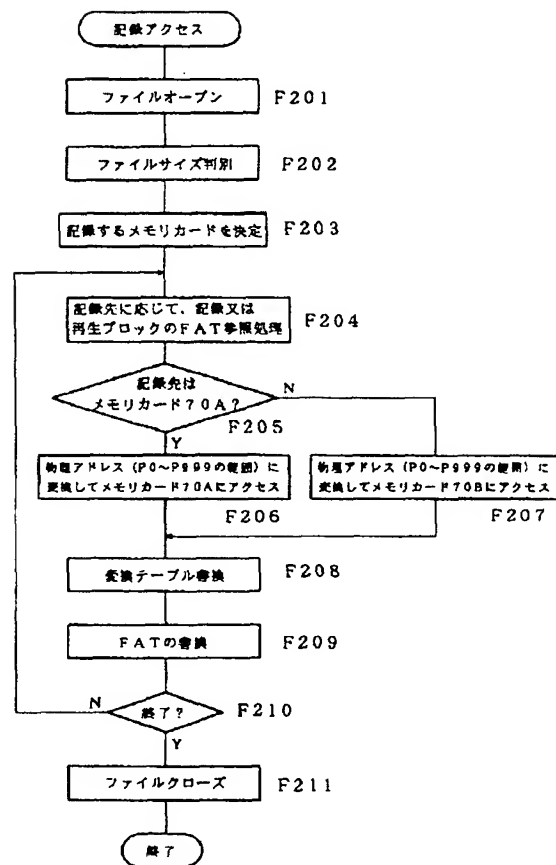 記録アクセス
ファイルオープン
F201
ファイルサイズ判別
F202
記録するメモリカードを決定
F203
記録先に応じて、記録又は
再生ブロックのFAT参照処理
F204
記録先は
メモリカード70A?
N
F205
Y
物理アドレス(P0~P999の範囲)に
変換してメモリカード70Aにアクセス
F206
物理アドレス(P0~P999の範囲)に
変換してメモリカード70Bにアクセス
F207
変換テーブル書換
F208
FATの書換
F209
N
終了?
F210
Y
ファイルクローズ
F211
終了